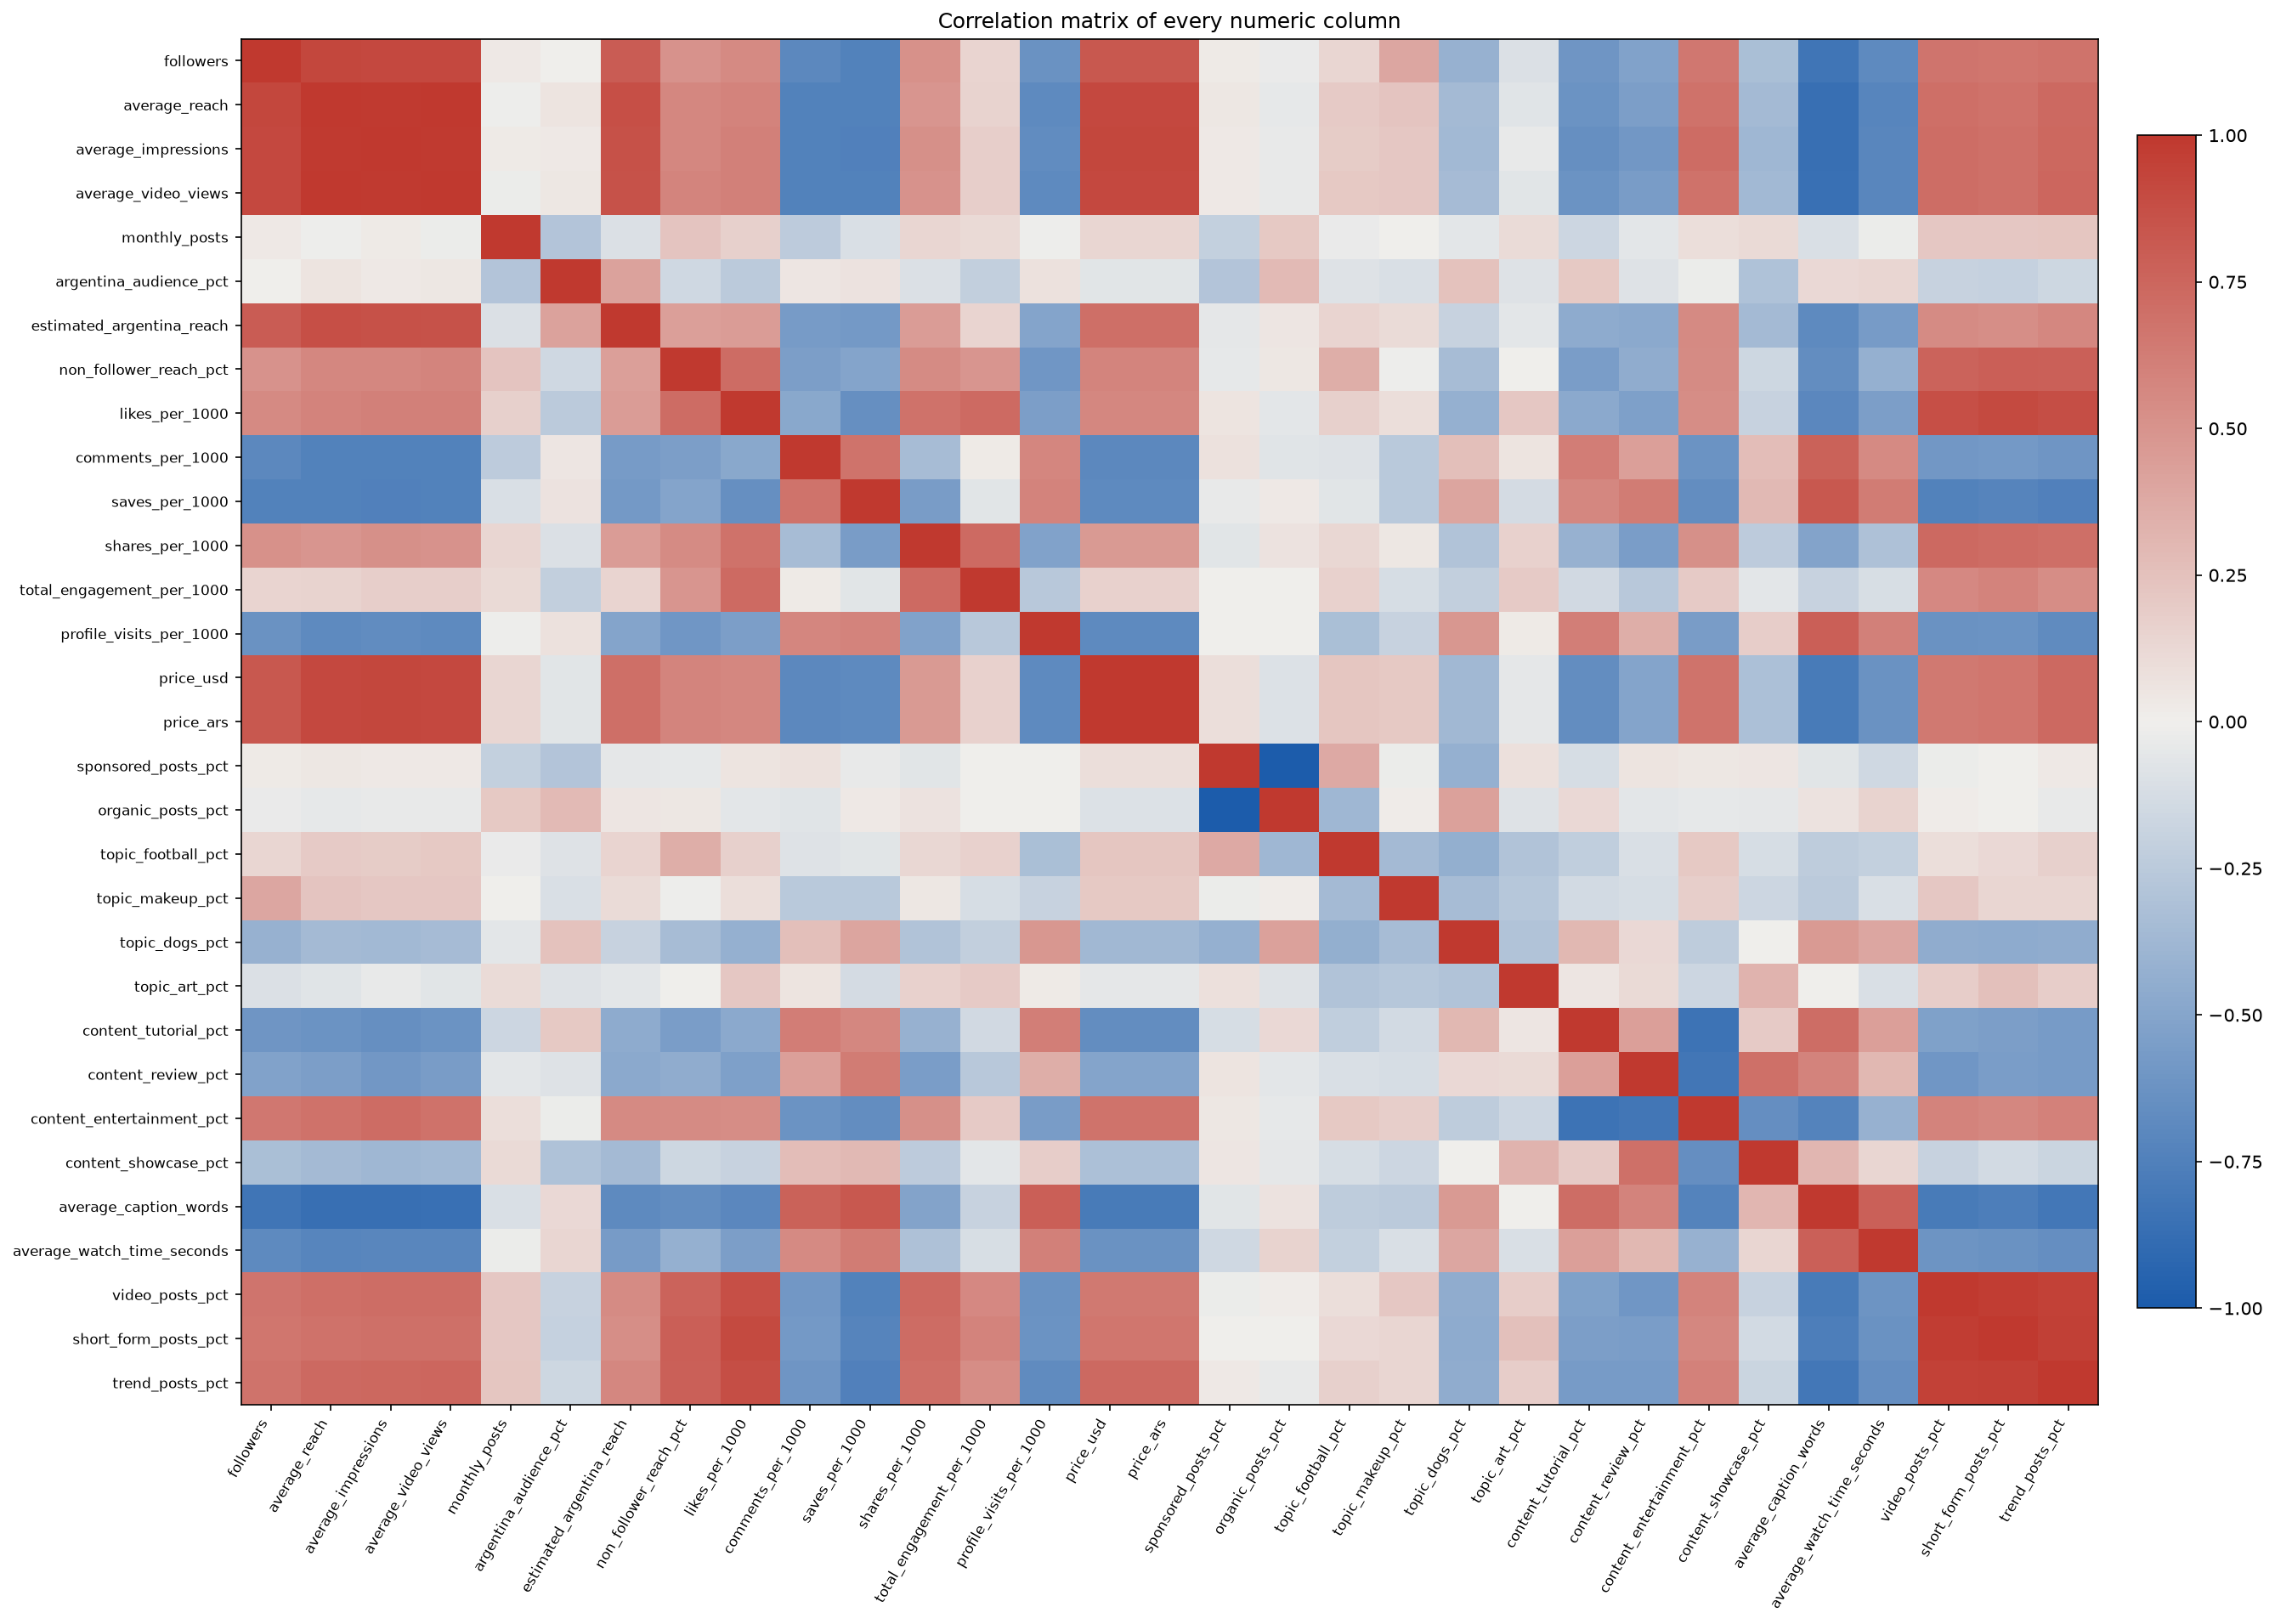 Correlation matrix of every numeric column
followers
average_reach
average_impressions
average_video_views
monthly_posts
argentina_audience_pct
estimated_argentina_reach
non_follower_reach_pct
likes_per_1000
comments_per_1000
saves_per_1000
shares_per_1000
total_engagement_per_1000
profile_visits_per_1000
price_usd
price_ars
sponsored_posts_pct
organic_posts_pct
topic_football_pct
topic_makeup_pct
topic_dogs_pct
topic_art_pct
content_tutorial_pct
content_review_pct
content_entertainment_pct
content_showcase_pct
average_caption_words
average_watch_time_seconds
video_posts_pct
short_form_posts_pct
trend_posts_pct
followers
average_reach
average_impressions
average_video_views
monthly_posts
argentina_audience_pct
estimated_argentina_reach
non_follower_reach_pct
likes_per_1000
comments_per_1000
saves_per_1000
shares_per_1000
total_engagement_per_1000
profile_visits_per_1000
price_usd
price_ars
sponsored_posts_pct
organic_posts_pct
topic_football_pct
topic_makeup_pct
topic_dogs_pct
topic_art_pct
content_tutorial_pct
content_review_pct
content_entertainment_pct
content_showcase_pct
average_caption_words
average_watch_time_seconds
video_posts_pct
short_form_posts_pct
trend_posts_pct
1.00
0.75
0.50
0.25
0.00
−0.25
−0.50
−0.75
−1.00